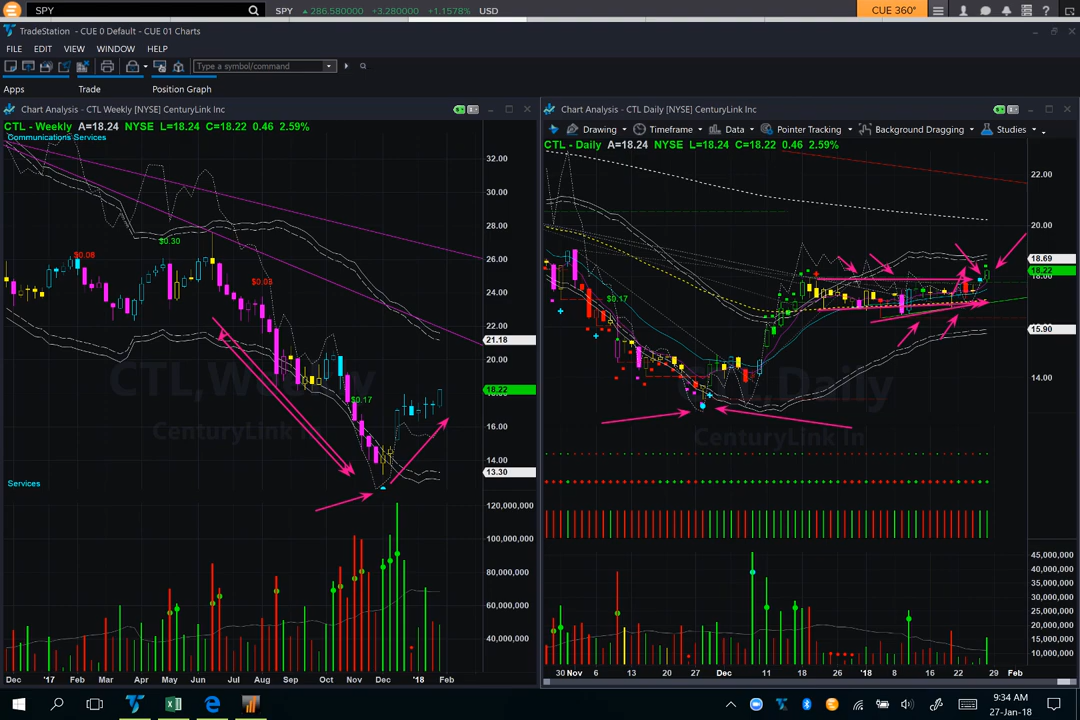 SPY
SPY 286.580000 +3.280000 +1.1578% USD
CUE 360°
TradeStation - CUE 0 Default - CUE 01 Charts
FILE EDIT VIEW WINDOW HELP
Type a symbol/command
Apps Trade Position Graph
Chart Analysis - CTL Weekly [NYSE] CenturyLink Inc
CTL - Weekly A=18.24 NYSE L=18.24 C=18.22 0.46 2.59%
Communications Services
32.00
30.00
$0.30
26.00
$0.08
$0.03
24.00
22.00
21.18
20.00
CTL,Weekly
18.22
$0.17
16.00
CenturyLink In
14.00
13.30
Services
120,000,000
100,000,000
80,000,000
60,000,000
40,000,000
Dec '17 Feb Mar Apr May Jun Jul Aug Sep Oct Nov Dec '18 Feb
Chart Analysis - CTL Daily [NYSE] CenturyLink Inc
Drawing Timeframe Data Pointer Tracking Background Dragging Studies
CTL - Daily A=18.24 NYSE L=18.24 C=18.22 0.46 2.59%
22.00
20.00
18.69
18.22
18.00
$0.17
15.90
14.00
CTL,Daily
CenturyLink In
45,000,000
40,000,000
35,000,000
30,000,000
25,000,000
20,000,000
15,000,000
10,000,000
30 Nov 6 13 20 27 Dec 11 18 26 '18 16 22 29 Feb
9:34 AM
27-Jan-18